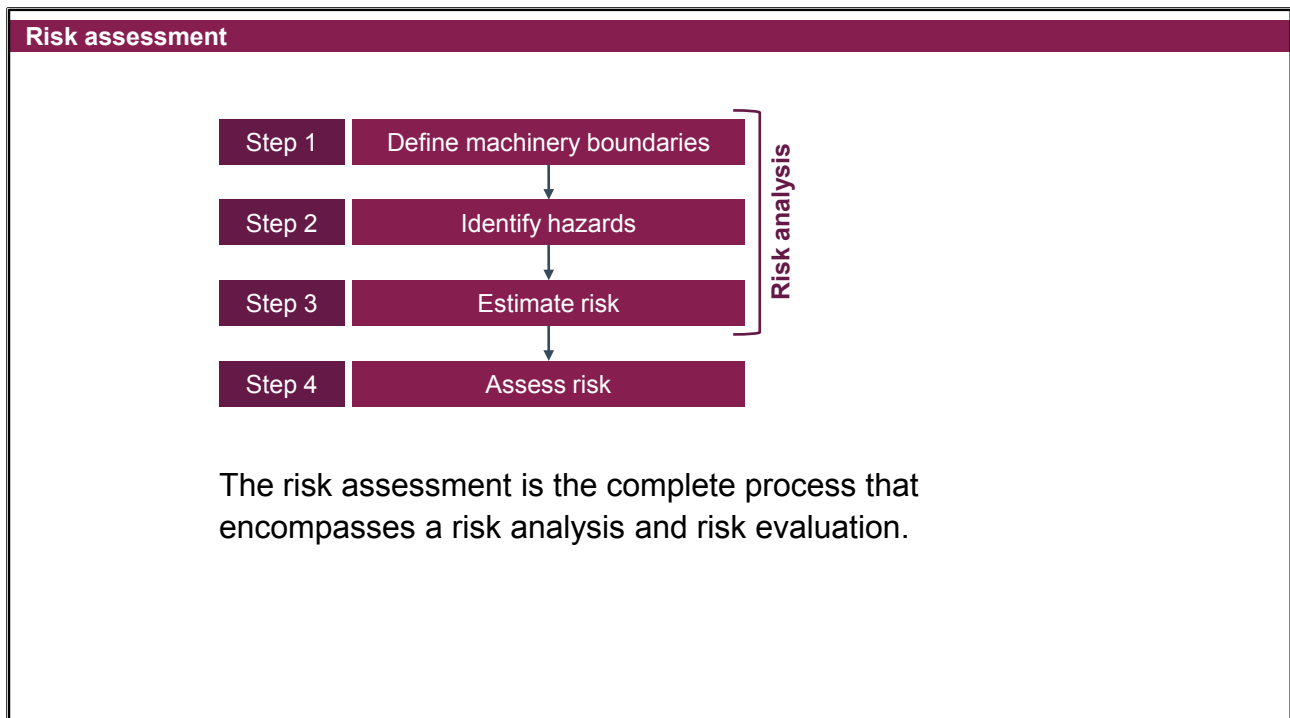 Risk assessment
Step 1 Define machinery boundaries
Step 2 Identify hazards
Step 3 Estimate risk
Risk analysis
Step 4 Assess risk
The risk assessment is the complete process that
encompasses a risk analysis and risk evaluation.